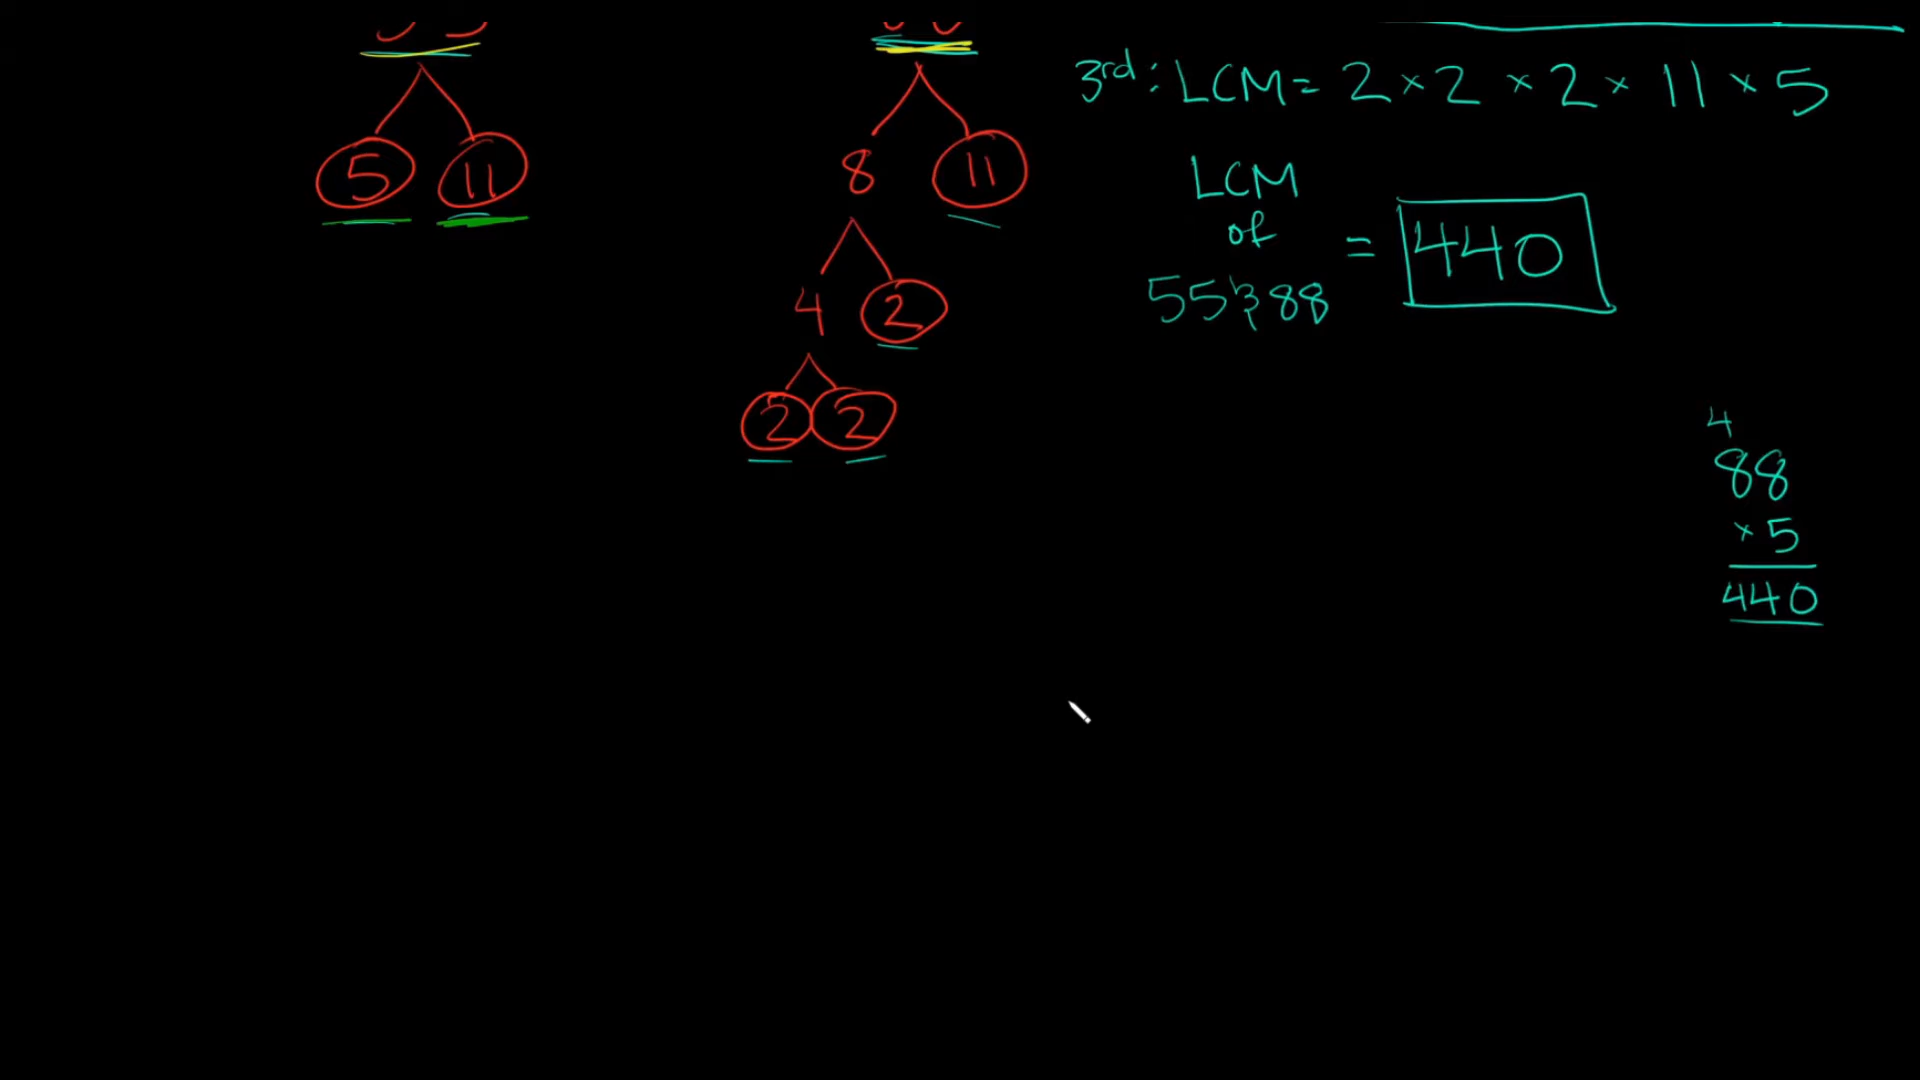 5 11
8 11
4 2
2 2
3rd: LCM= 2 × 2 × 2 × 11 × 5
LCM
of
55 & 88
= 440
4
88
× 5
440